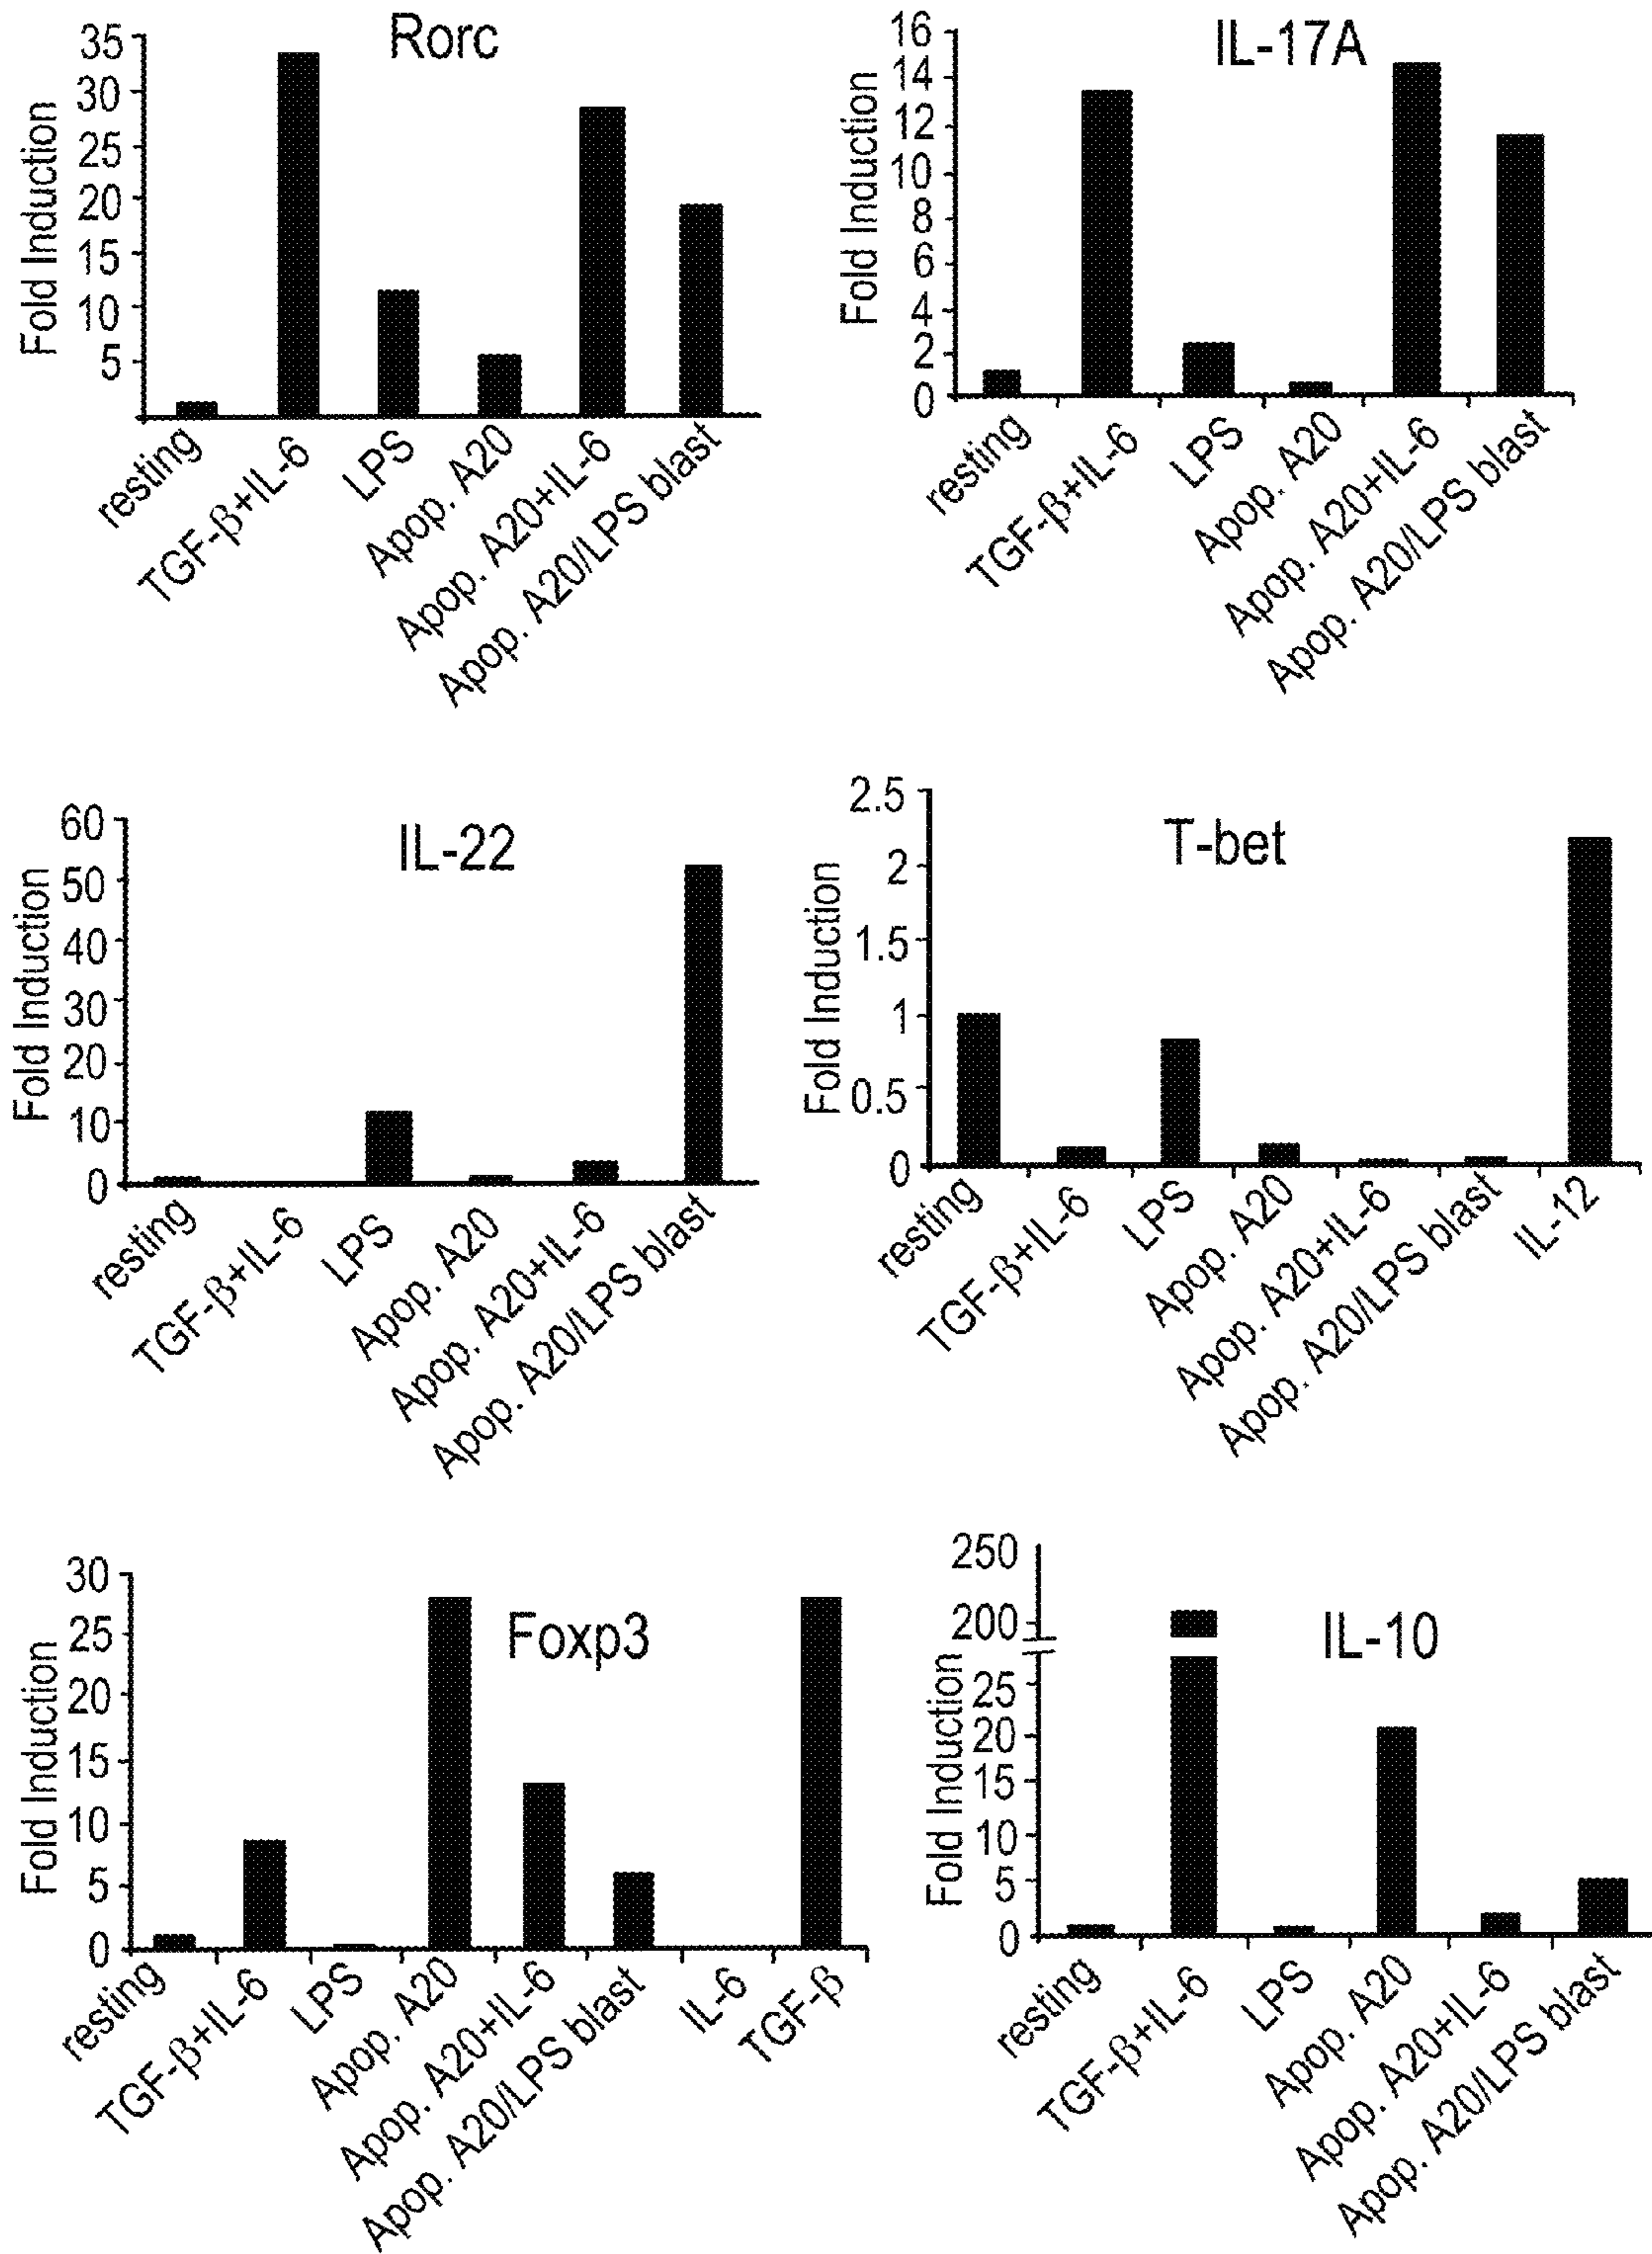 Rorc
Fold Induction
35
30
25
20
15
10
5
resting
TGF-β+IL-6
LPS
Apop. A20
Apop. A20+IL-6
Apop. A20/LPS blast
IL-17A
Fold Induction
16
14
12
10
8
6
4
2
0
resting
TGF-β+IL-6
LPS
Apop. A20
Apop. A20+IL-6
Apop. A20/LPS blast
IL-22
Fold Induction
60
50
40
30
20
10
0
resting
TGF-β+IL-6
LPS
Apop. A20
Apop. A20+IL-6
Apop. A20/LPS blast
T-bet
Fold Induction
2.5
2
1.5
1
0.5
0
resting
TGF-β+IL-6
LPS
Apop. A20
Apop. A20+IL-6
Apop. A20/LPS blast
IL-12
Foxp3
Fold Induction
30
25
20
15
10
5
0
resting
TGF-β+IL-6
LPS
Apop. A20
Apop. A20+IL-6
Apop. A20/LPS blast
IL-6
TGF-β
IL-10
Fold Induction
250
200
25
20
15
10
5
0
resting
TGF-β+IL-6
LPS
Apop. A20
Apop. A20+IL-6
Apop. A20/LPS blast